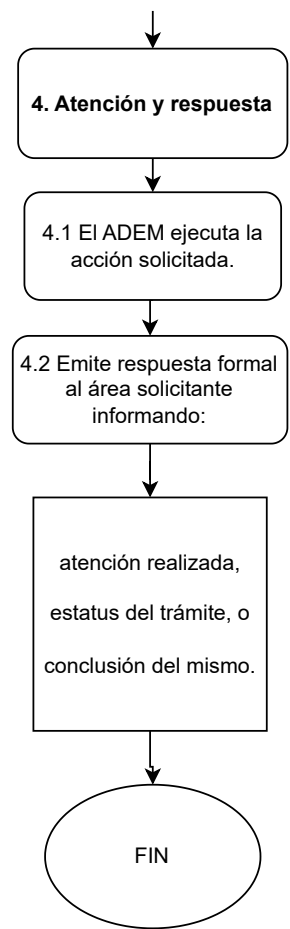 4. Atención y respuesta
4.1 El ADEM ejecuta la
acción solicitada.
4.2 Emite respuesta formal
al área solicitante
informando:
atención realizada,
estatus del trámite, o
conclusión del mismo.
FIN